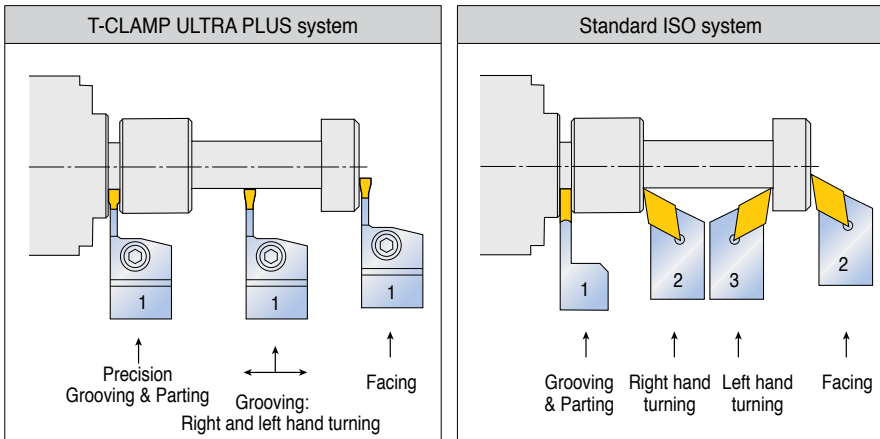 T-CLAMP ULTRA PLUS system
1
1
1
Precision
Grooving & Parting
Grooving:
Right and left hand turning
Facing
Standard ISO system
1
2
3
2
Grooving
& Parting
Right hand
turning
Left hand
turning
Facing